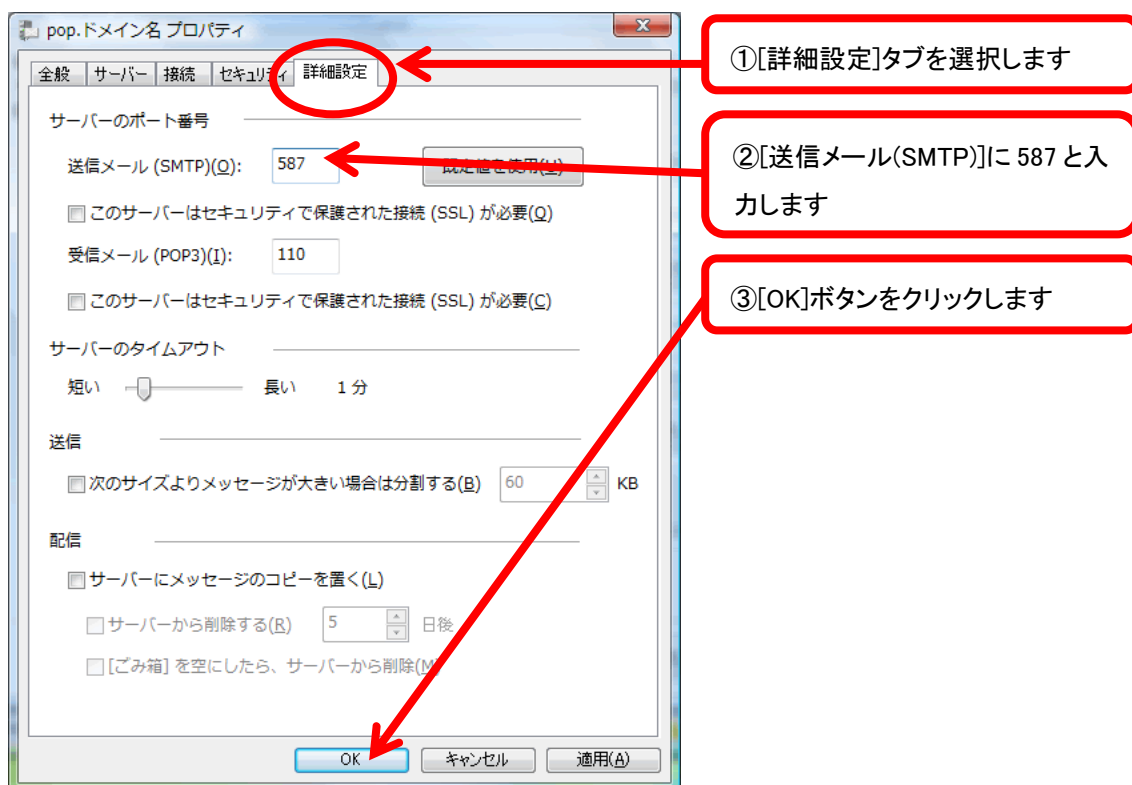 pop.ドメイン名 プロパティ
全般 サーバー 接続 セキュリティ 詳細設定
サーバーのポート番号
送信メール (SMTP)(O): 587 既定値を使用(U)
このサーバーはセキュリティで保護された接続 (SSL) が必要(Q)
受信メール (POP3)(I): 110
このサーバーはセキュリティで保護された接続 (SSL) が必要(C)
サーバーのタイムアウト
短い 長い 1 分
送信
次のサイズよりメッセージが大きい場合は分割する(B) 60 KB
配信
サーバーにメッセージのコピーを置く(L)
サーバーから削除する(R) 5 日後
[ごみ箱] を空にしたら、サーバーから削除(M)
OK キャンセル 適用(A)
①[詳細設定]タブを選択します
②[送信メール(SMTP)]に 587 と入
力します
③[OK]ボタンをクリックします